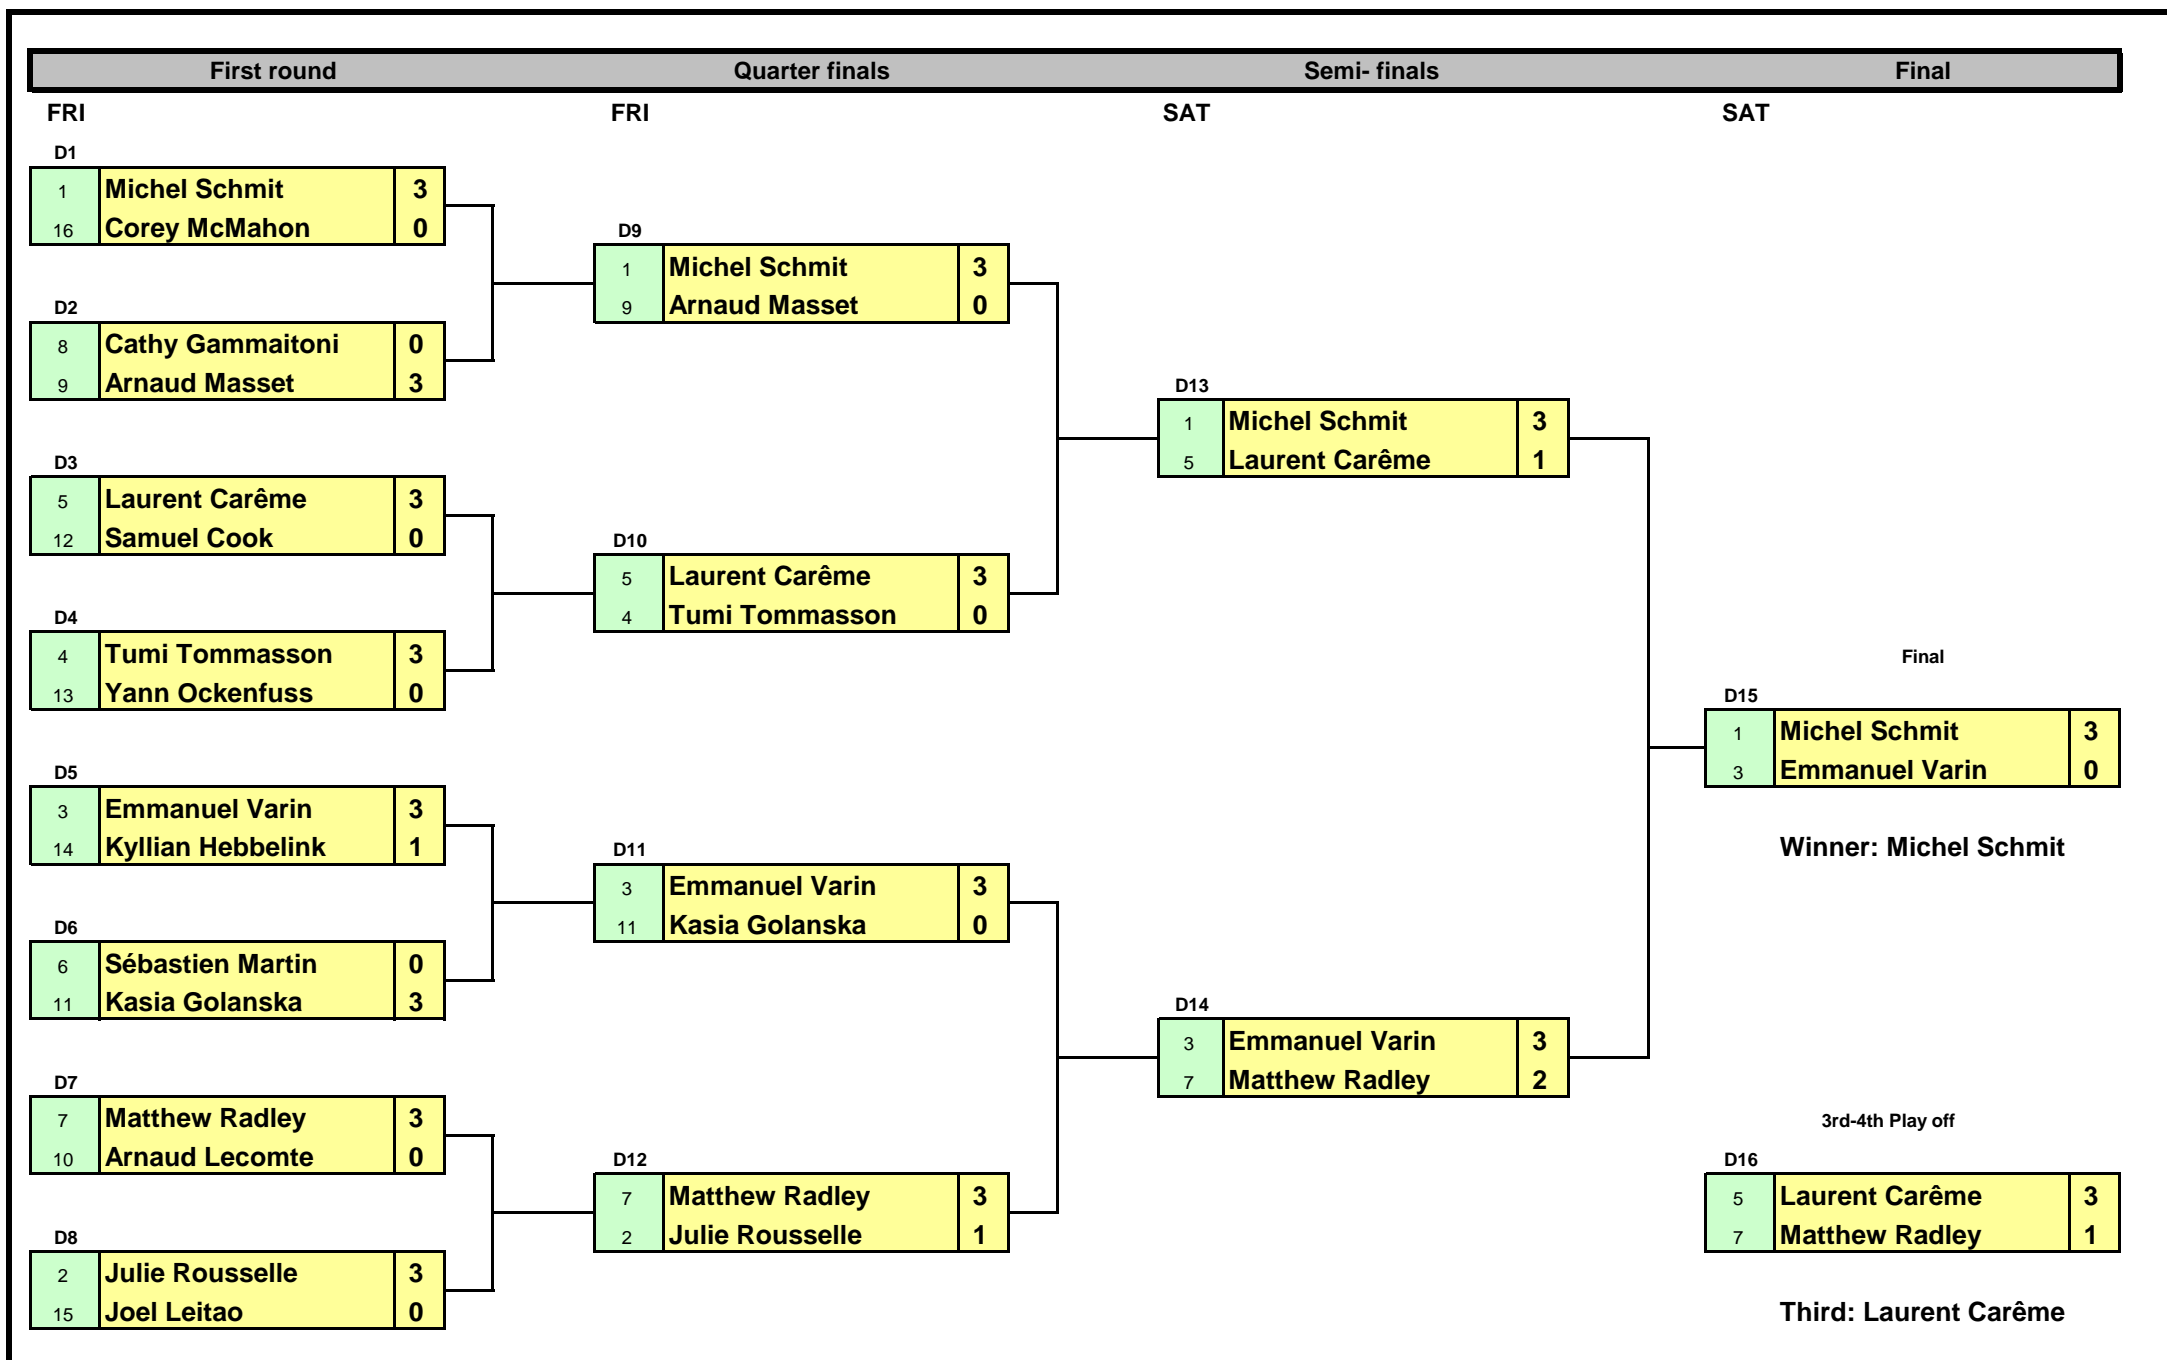 First round Quarter finals Semi- finals Final
FRI FRI SAT SAT
D1
1 Michel Schmit 3
16 Corey McMahon 0
D2
8 Cathy Gammaitoni 0
9 Arnaud Masset 3
D3
5 Laurent Carême 3
12 Samuel Cook 0
D4
4 Tumi Tommasson 3
13 Yann Ockenfuss 0
D5
3 Emmanuel Varin 3
14 Kyllian Hebbelink 1
D6
6 Sébastien Martin 0
11 Kasia Golanska 3
D7
7 Matthew Radley 3
10 Arnaud Lecomte 0
D8
2 Julie Rousselle 3
15 Joel Leitao 0
D9
1 Michel Schmit 3
9 Arnaud Masset 0
D10
5 Laurent Carême 3
4 Tumi Tommasson 0
D11
3 Emmanuel Varin 3
11 Kasia Golanska 0
D12
7 Matthew Radley 3
2 Julie Rousselle 1
D13
1 Michel Schmit 3
5 Laurent Carême 1
D14
3 Emmanuel Varin 3
7 Matthew Radley 2
Final
D15
1 Michel Schmit 3
3 Emmanuel Varin 0
Winner: Michel Schmit
3rd-4th Play off
D16
5 Laurent Carême 3
7 Matthew Radley 1
Third: Laurent Carême